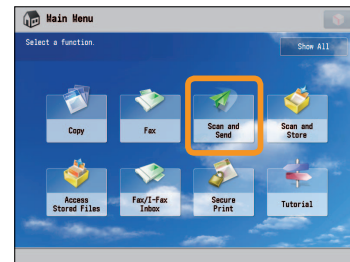 Main Menu
Select a function.
Show All
Copy
Fax
Scan and
Send
Scan and
Store
Access
Stored Files
Fax/I-Fax
Inbox
Secure
Print
Tutorial